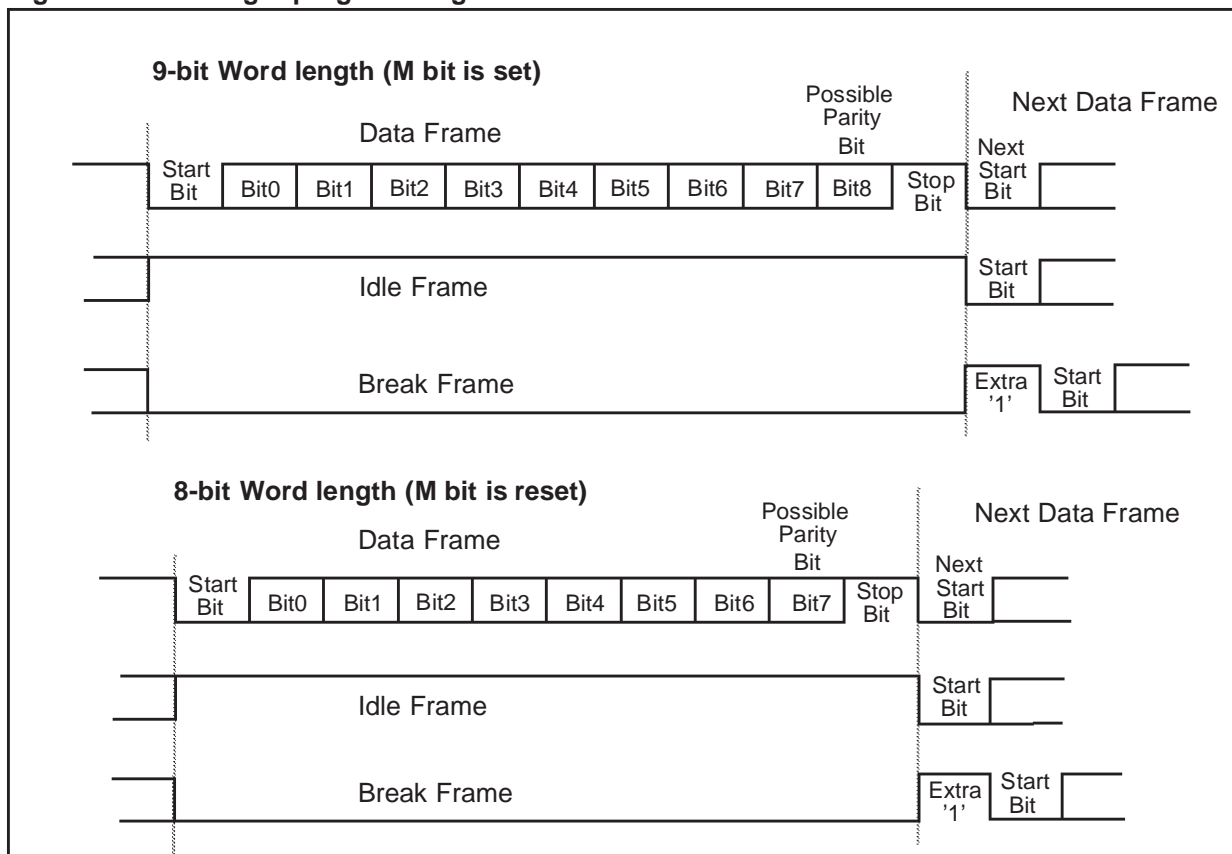 9-bit Word length (M bit is set)
Possible
Parity
Bit
Next Data Frame
Data Frame
Next
Start
Bit
Start
Bit
Bit0
Bit1
Bit2
Bit3
Bit4
Bit5
Bit6
Bit7
Bit8
Stop
Bit
Idle Frame
Start
Bit
Break Frame
Extra
'1'
Start
Bit
8-bit Word length (M bit is reset)
Possible
Parity
Bit
Next Data Frame
Data Frame
Next
Start
Bit
Start
Bit
Bit0
Bit1
Bit2
Bit3
Bit4
Bit5
Bit6
Bit7
Stop
Bit
Idle Frame
Start
Bit
Break Frame
Extra
'1'
Start
Bit